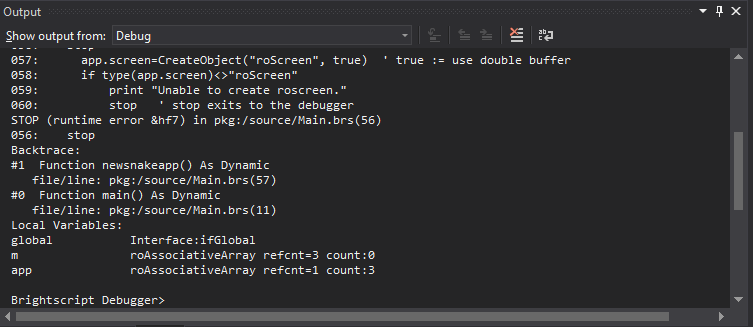 Output
Show output from: Debug
057:      app.screen=CreateObject("roScreen", true)  ' true := use double buffer
058:      if type(app.screen)<>"roScreen"
059:          print "Unable to create roscreen."
060:          stop   ' stop exits to the debugger
STOP (runtime error &hf7) in pkg:/source/Main.brs(56)
056:    stop
Backtrace:
#1  Function newsnakeapp() As Dynamic
   file/line: pkg:/source/Main.brs(57)
#0  Function main() As Dynamic
   file/line: pkg:/source/Main.brs(11)
Local Variables:
global           Interface:ifGlobal
m                roAssociativeArray refcnt=3 count:0
app              roAssociativeArray refcnt=1 count:3
Brightscript Debugger>